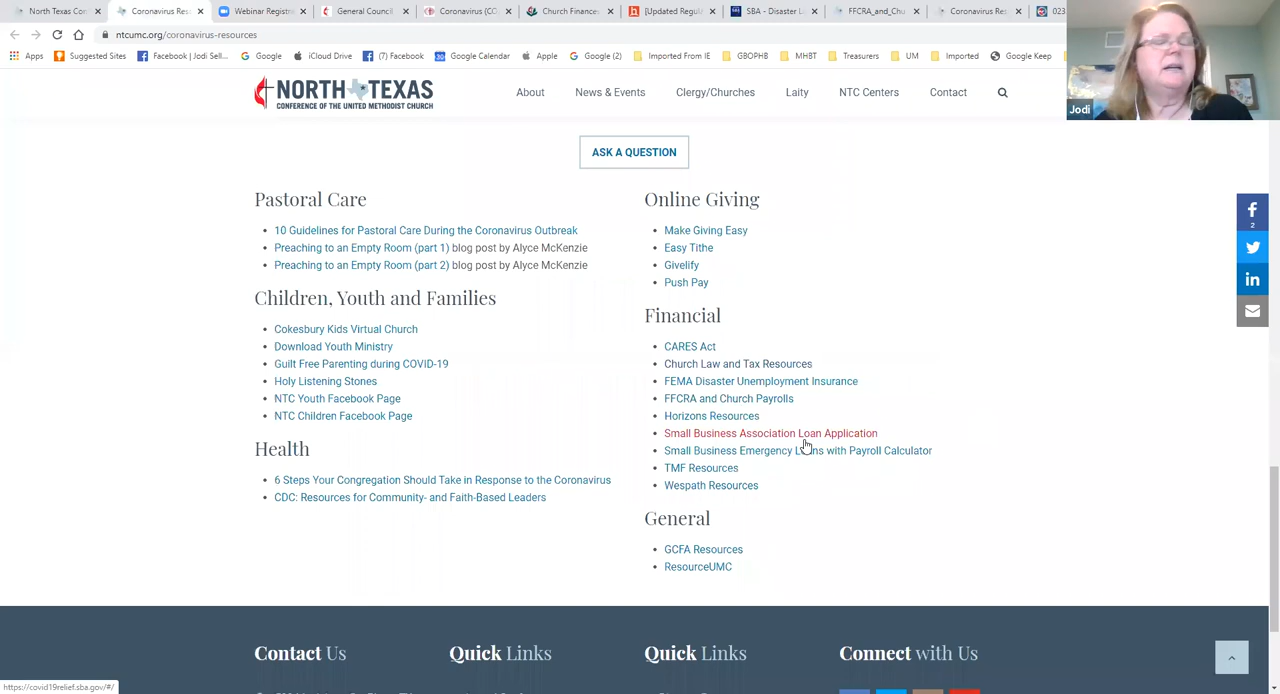 North Texas Con
Coronavirus Res
Webinar Registr
General Council
Coronavirus (CO
Church Finance
[Updated Regul
SBA - Disaster L
FFCRA_and_Chu
Coronavirus Res
023
ntcumc.org/coronavirus-resources
Apps
Suggested Sites
Facebook | Jodi Sell...
Google
iCloud Drive
(7) Facebook
Google Calendar
Apple
Google (2)
Imported From IE
GBOPHB
MHBT
Treasurers
UM
Imported
Google Keep
Jodi
NORTH TEXAS
CONFERENCE OF THE UNITED METHODIST CHURCH
About
News & Events
Clergy/Churches
Laity
NTC Centers
Contact
ASK A QUESTION
Pastoral Care
10 Guidelines for Pastoral Care During the Coronavirus Outbreak
Preaching to an Empty Room (part 1) blog post by Alyce McKenzie
Preaching to an Empty Room (part 2) blog post by Alyce McKenzie
Children, Youth and Families
Cokesbury Kids Virtual Church
Download Youth Ministry
Guilt Free Parenting during COVID-19
Holy Listening Stones
NTC Youth Facebook Page
NTC Children Facebook Page
Health
6 Steps Your Congregation Should Take in Response to the Coronavirus
CDC: Resources for Community- and Faith-Based Leaders
Online Giving
Make Giving Easy
Easy Tithe
Givelify
Push Pay
Financial
CARES Act
Church Law and Tax Resources
FEMA Disaster Unemployment Insurance
FFCRA and Church Payrolls
Horizons Resources
Small Business Association Loan Application
Small Business Emergency Loans with Payroll Calculator
TMF Resources
Wespath Resources
General
GCFA Resources
ResourceUMC
2
Contact Us
Quick Links
Quick Links
Connect with Us
https://covid19relief.sba.gov/#/